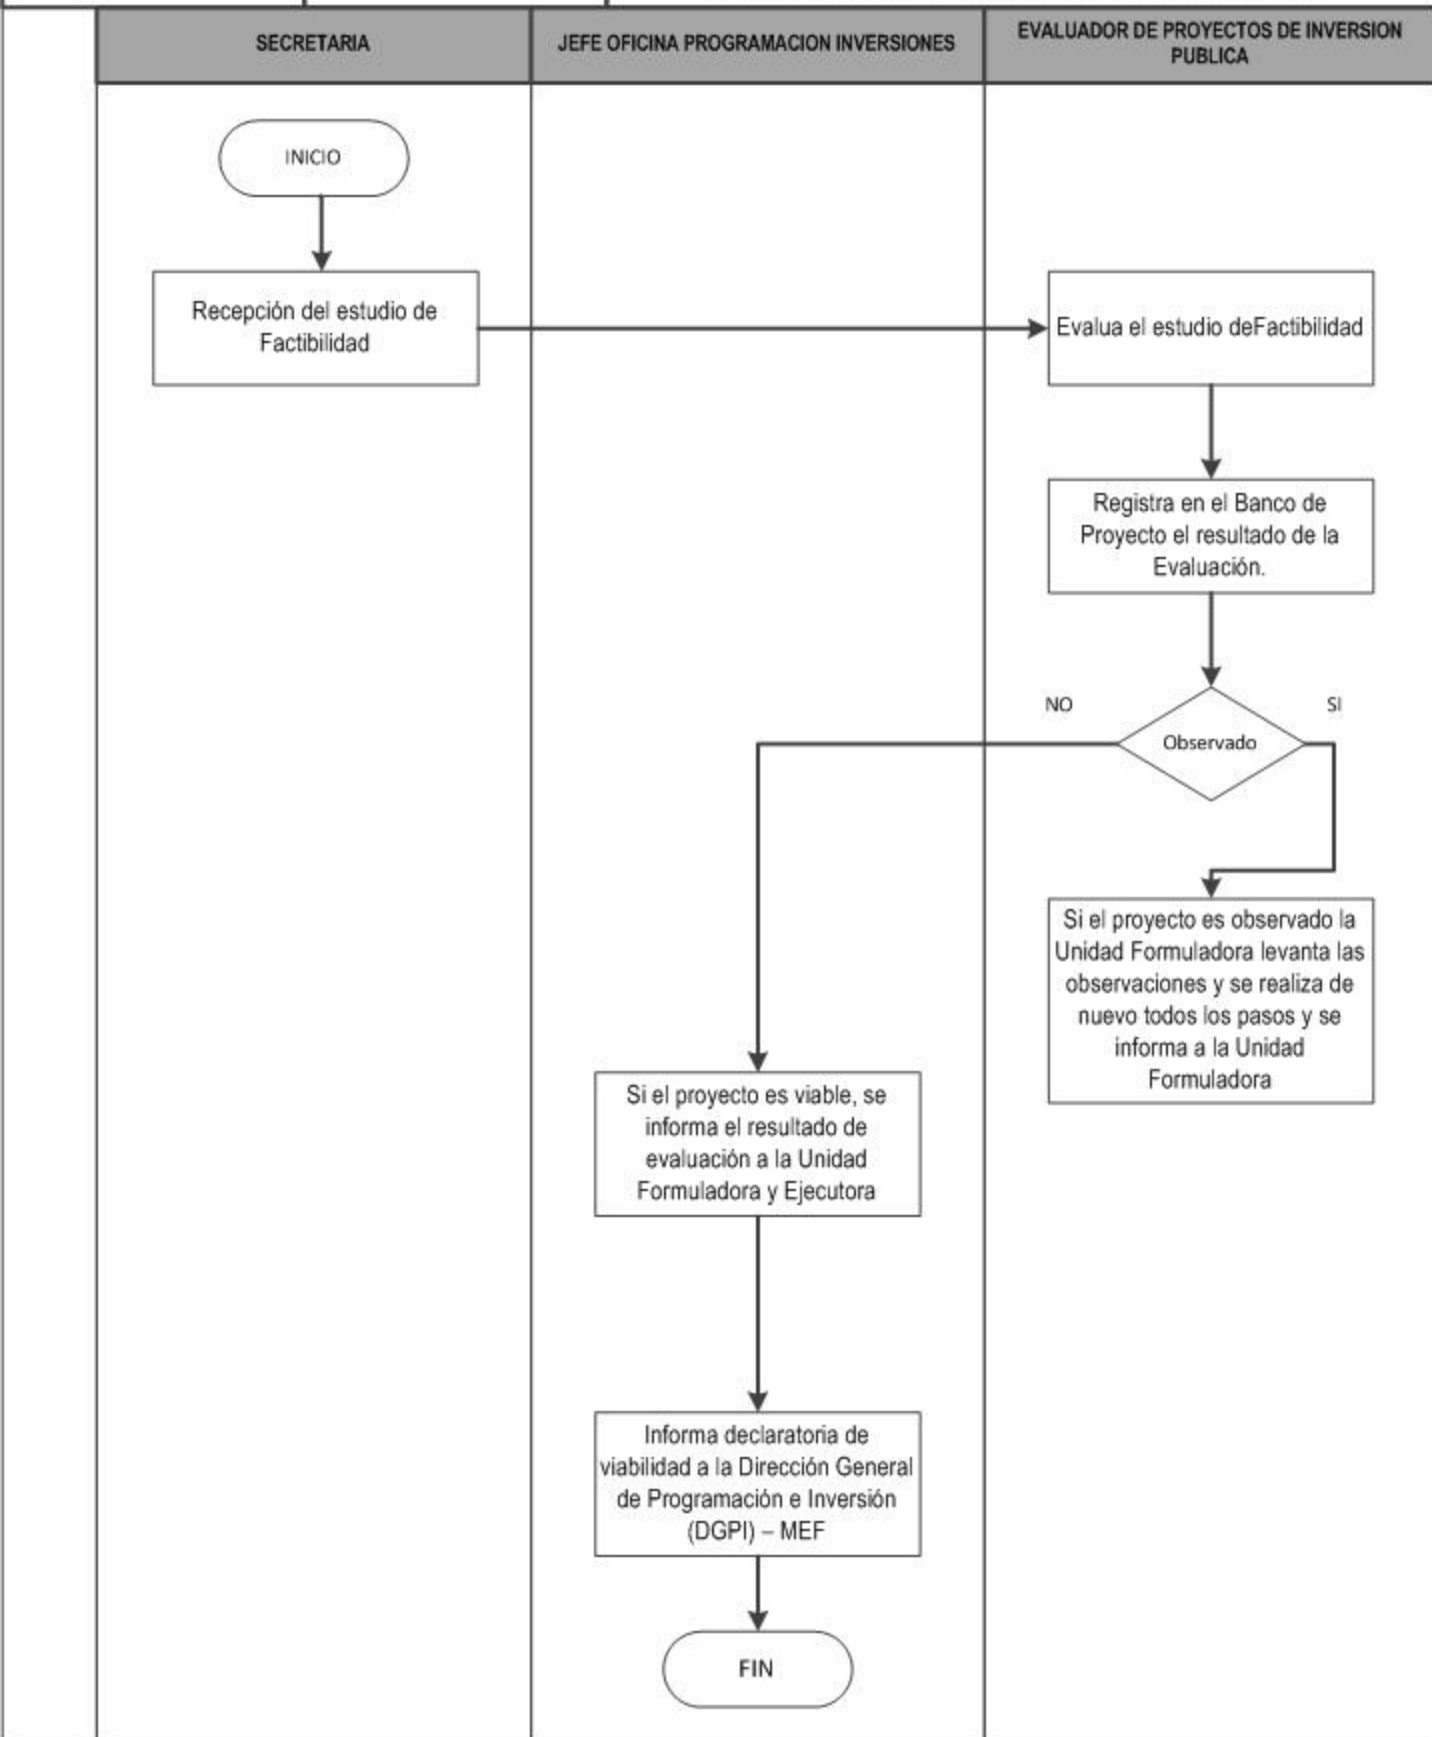 SECRETARIA
JEFE OFICINA PROGRAMACION INVERSIONES
EVALUADOR DE PROYECTOS DE INVERSION
PUBLICA
INICIO
Recepción del estudio de
Factibilidad
Evalua el estudio deFactibilidad
Registra en el Banco de
Proyecto el resultado de la
Evaluación.
NO
SI
Observado
Si el proyecto es observado la
Unidad Formuladora levanta las
observaciones y se realiza de
nuevo todos los pasos y se
informa a la Unidad
Formuladora
Si el proyecto es viable, se
informa el resultado de
evaluación a la Unidad
Formuladora y Ejecutora
Informa declaratoria de
viabilidad a la Dirección General
de Programación e Inversión
(DGPI) – MEF
FIN